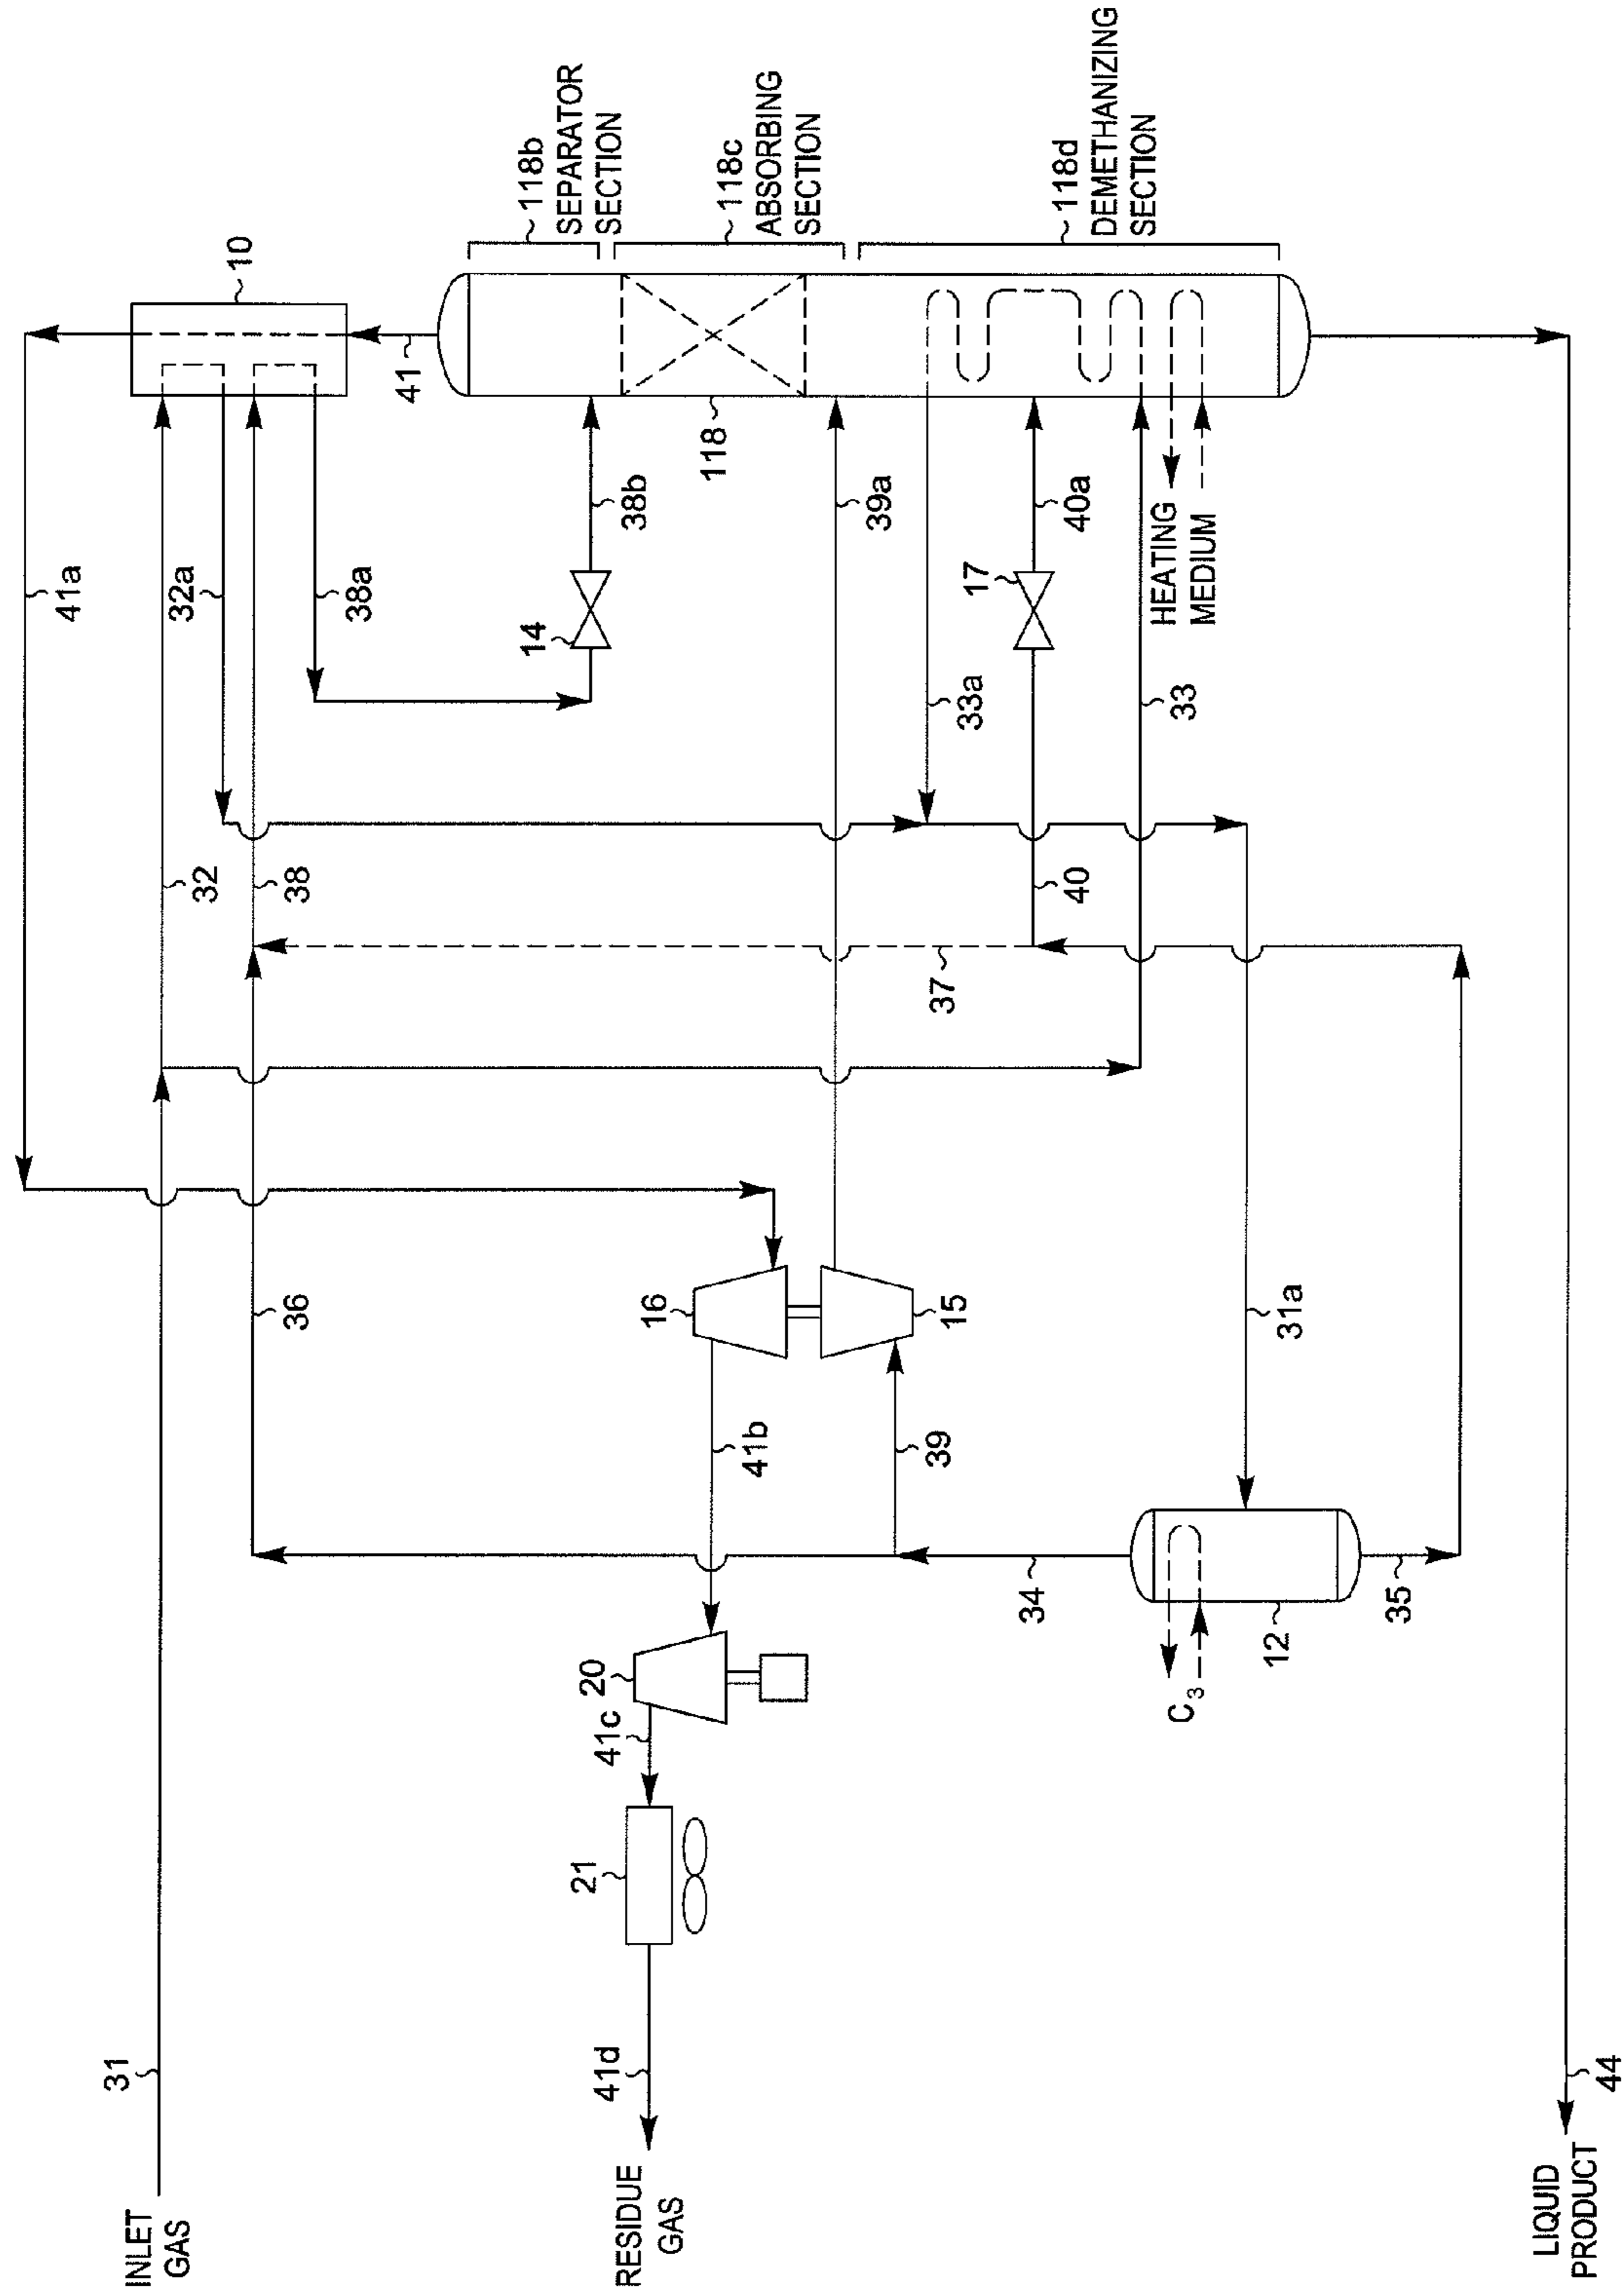 INLET
GAS
31
RESIDUE
GAS
41d
21
41c
20
41b
16
15
39
36
34
12
35
C3
31a
41a
32
32a
38
38a
37
40
14
38b
39a
33a
17
40a
33
HEATING
MEDIUM
10
41
118
118b
SEPARATOR
SECTION
118c
ABSORBING
SECTION
118d
DEMETHANIZING
SECTION
LIQUID
PRODUCT
44